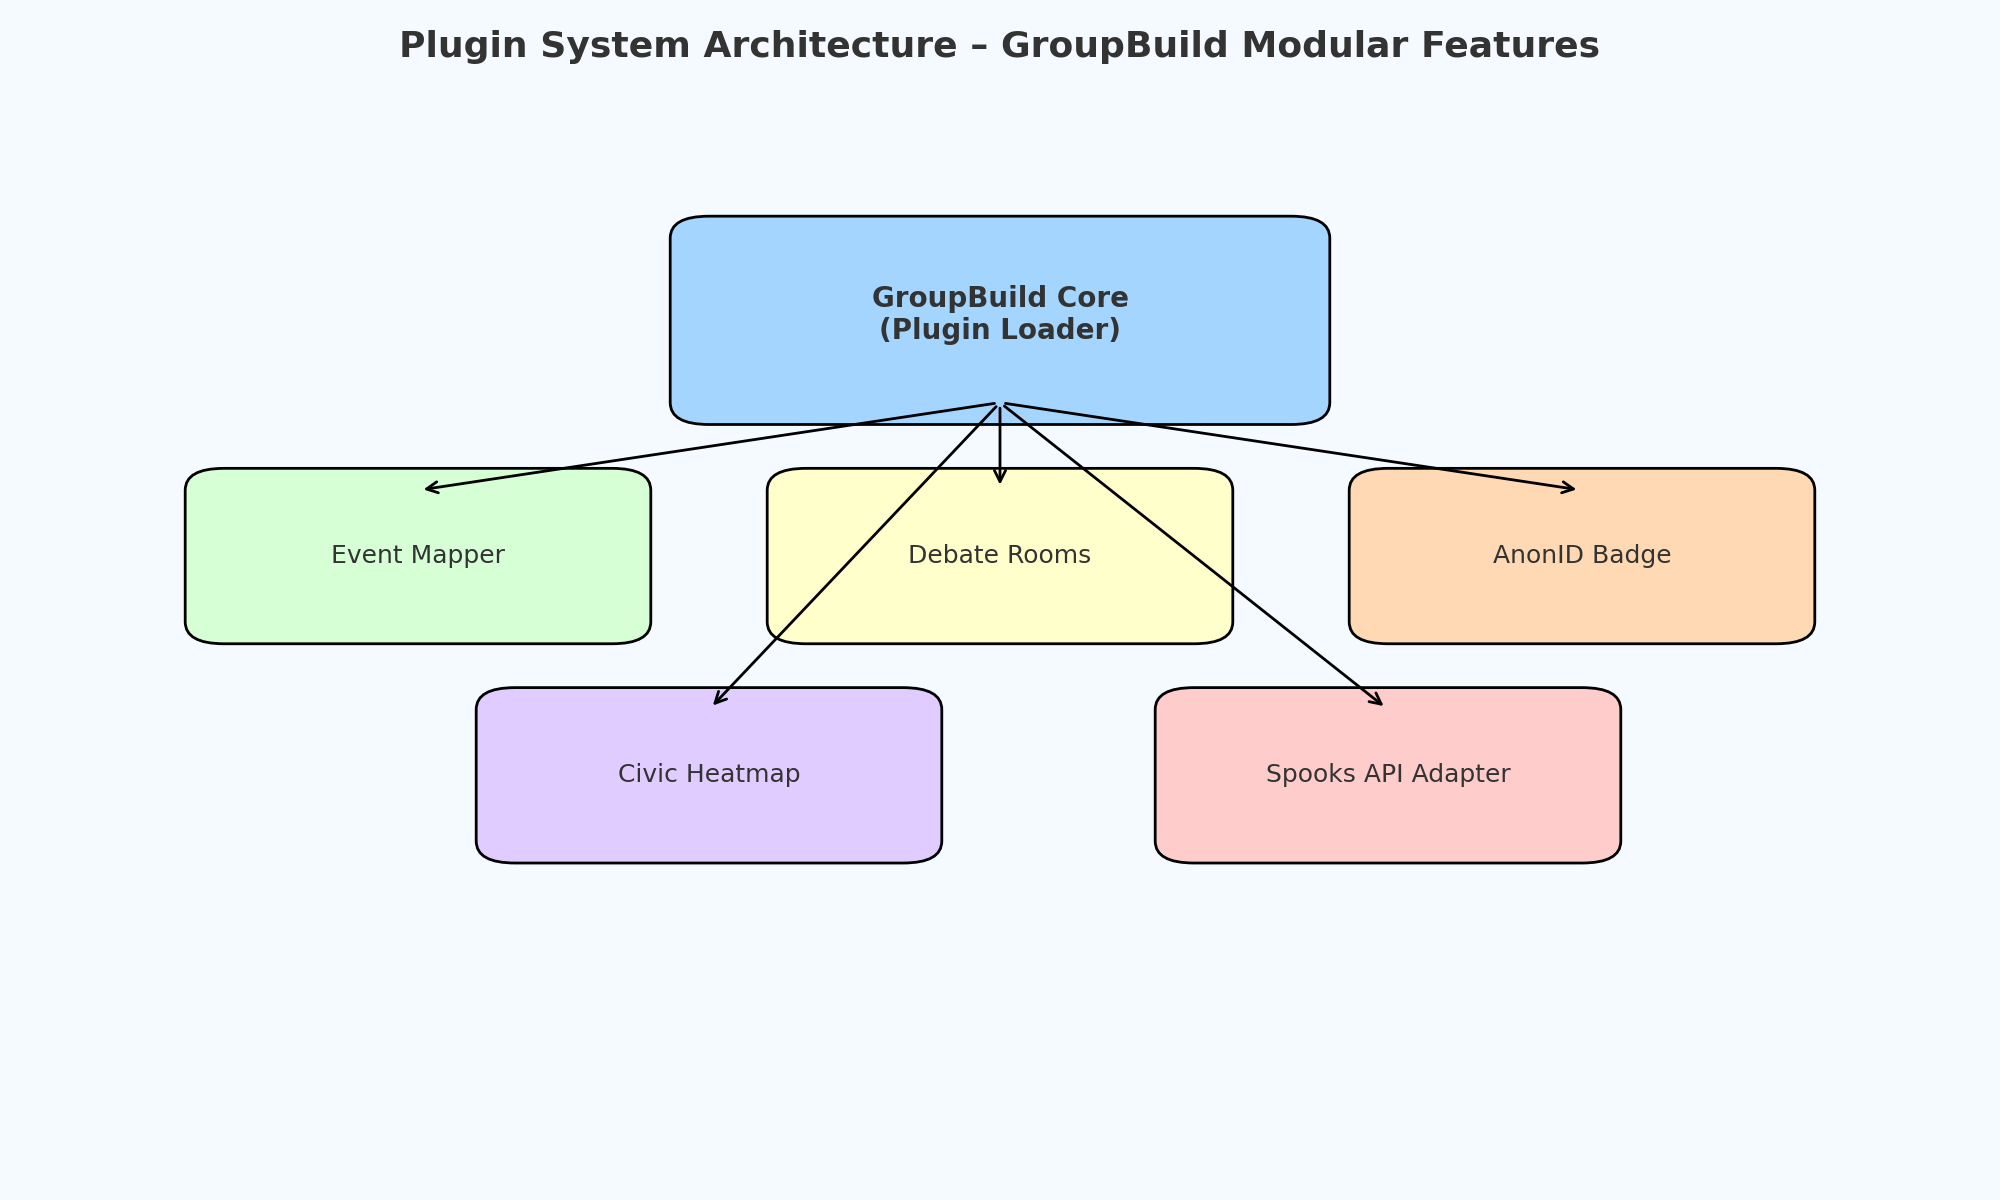 Plugin System Architecture – GroupBuild Modular Features
GroupBuild Core
(Plugin Loader)
Event Mapper
Debate Rooms
AnonID Badge
Civic Heatmap
Spooks API Adapter